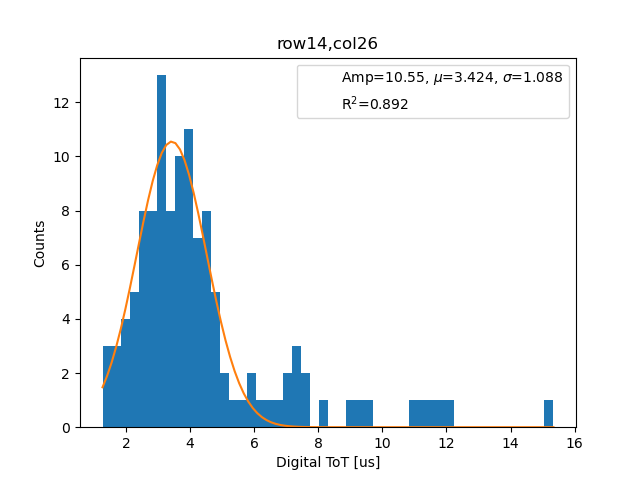 row14,col26
Amp=10.55, μ=3.424, σ=1.088
R²=0.892
Counts
12
10
8
6
4
2
0
2 4 6 8 10 12 14 16
Digital ToT [us]